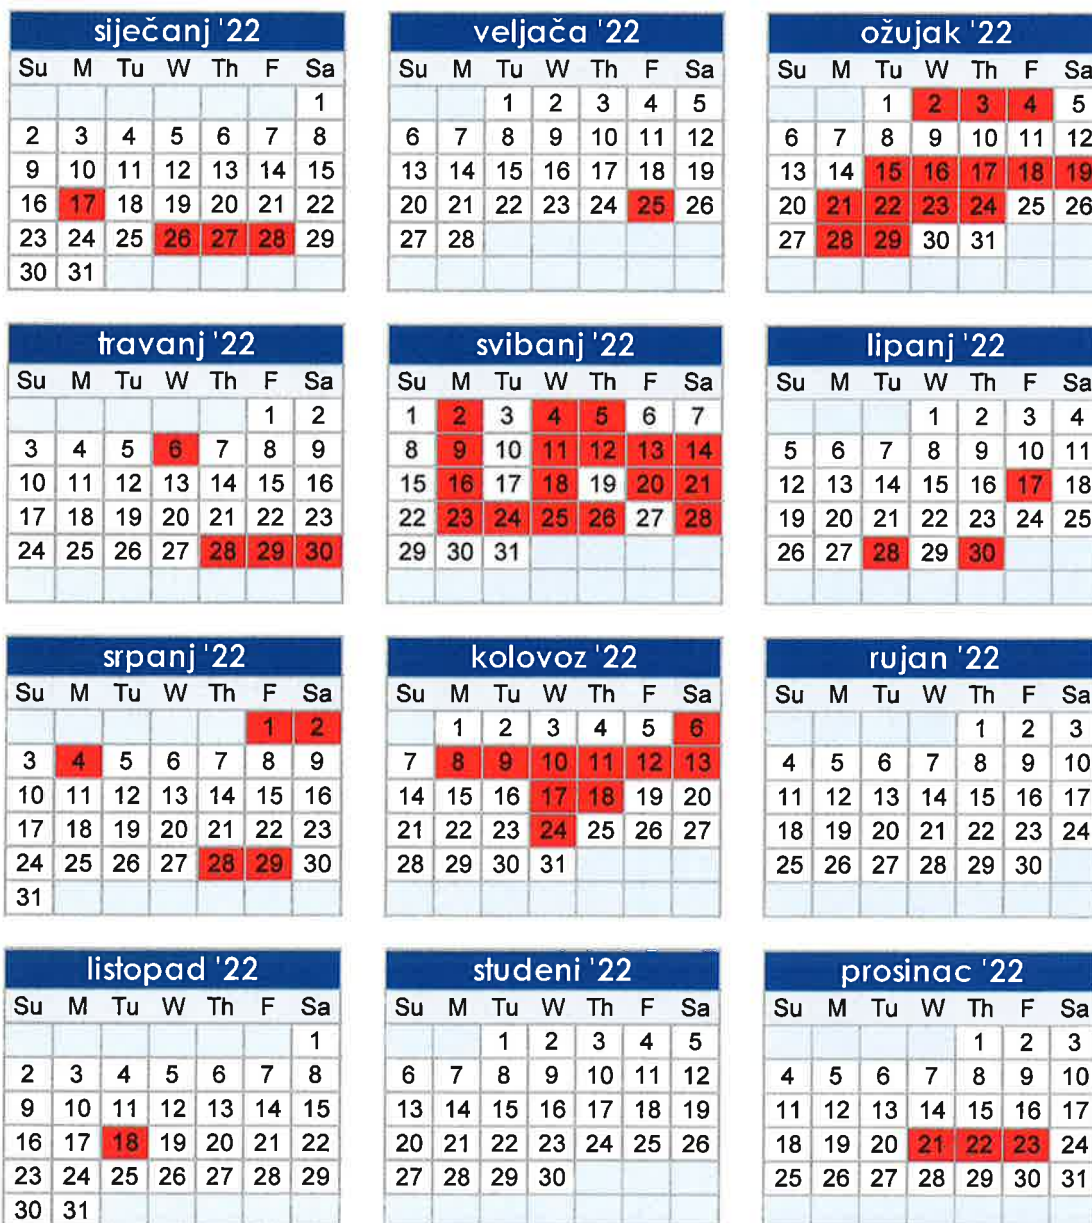 siječanj '22
Su M Tu W Th F Sa
1
2 3 4 5 6 7 8
9 10 11 12 13 14 15
16 17 18 19 20 21 22
23 24 25 26 27 28 29
30 31
veljača '22
Su M Tu W Th F Sa
1 2 3 4 5
6 7 8 9 10 11 12
13 14 15 16 17 18 19
20 21 22 23 24 25 26
27 28
ožujak '22
Su M Tu W Th F Sa
1 2 3 4 5
6 7 8 9 10 11 12
13 14 15 16 17 18 19
20 21 22 23 24 25 26
27 28 29 30 31
travanj '22
Su M Tu W Th F Sa
1 2
3 4 5 6 7 8 9
10 11 12 13 14 15 16
17 18 19 20 21 22 23
24 25 26 27 28 29 30
svibanj '22
Su M Tu W Th F Sa
1 2 3 4 5 6 7
8 9 10 11 12 13 14
15 16 17 18 19 20 21
22 23 24 25 26 27 28
29 30 31
lipanj '22
Su M Tu W Th F Sa
1 2 3 4
5 6 7 8 9 10 11
12 13 14 15 16 17 18
19 20 21 22 23 24 25
26 27 28 29 30
srpanj '22
Su M Tu W Th F Sa
1 2
3 4 5 6 7 8 9
10 11 12 13 14 15 16
17 18 19 20 21 22 23
24 25 26 27 28 29 30
31
kolovoz '22
Su M Tu W Th F Sa
1 2 3 4 5 6
7 8 9 10 11 12 13
14 15 16 17 18 19 20
21 22 23 24 25 26 27
28 29 30 31
rujan '22
Su M Tu W Th F Sa
1 2 3
4 5 6 7 8 9 10
11 12 13 14 15 16 17
18 19 20 21 22 23 24
25 26 27 28 29 30
listopad '22
Su M Tu W Th F Sa
1
2 3 4 5 6 7 8
9 10 11 12 13 14 15
16 17 18 19 20 21 22
23 24 25 26 27 28 29
30 31
studeni '22
Su M Tu W Th F Sa
1 2 3 4 5
6 7 8 9 10 11 12
13 14 15 16 17 18 19
20 21 22 23 24 25 26
27 28 29 30
prosinac '22
Su M Tu W Th F Sa
1 2 3
4 5 6 7 8 9 10
11 12 13 14 15 16 17
18 19 20 21 22 23 24
25 26 27 28 29 30 31